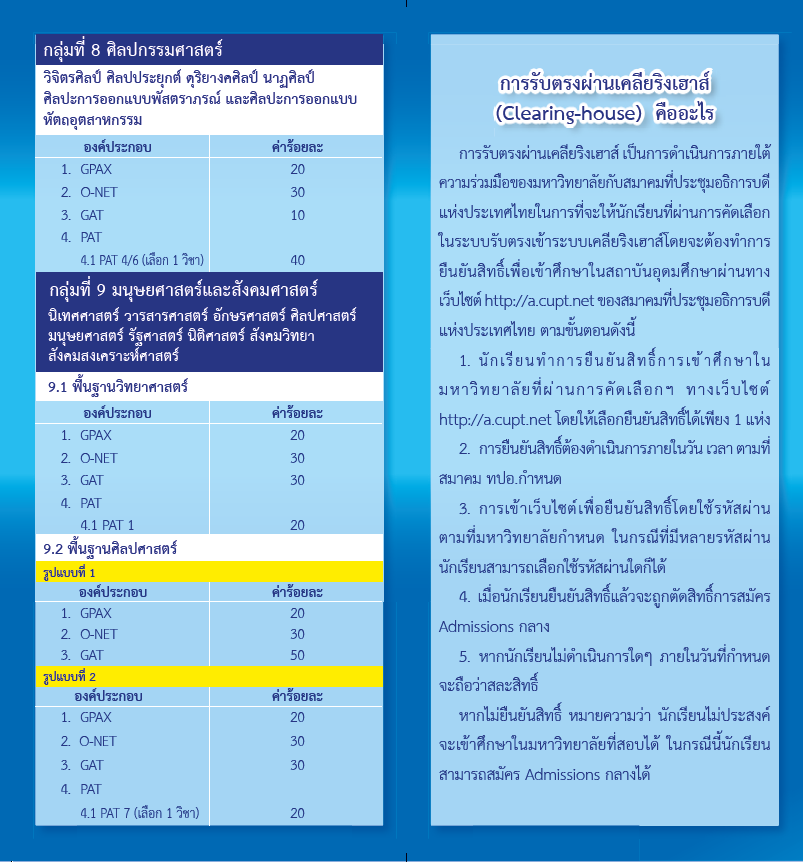 กลุ่มที่ 8 ศิลปกรรมศาสตร์
วิจิตรศิลป์ ศิลปประยุกต์ ดุริยางคศิลป์ นาฏศิลป์
ศิลปะการออกแบบพัสตราภรณ์ และศิลปะการออกแบบ
หัตถอุตสาหกรรม
องค์ประกอบ ค่าร้อยละ
1. GPAX 20
2. O-NET 30
3. GAT 10
4. PAT
4.1 PAT 4/6 (เลือก 1 วิชา) 40
กลุ่มที่ 9 มนุษยศาสตร์และสังคมศาสตร์
นิเทศศาสตร์ วารสารศาสตร์ อักษรศาสตร์ ศิลปศาสตร์
มนุษยศาสตร์ รัฐศาสตร์ นิติศาสตร์ สังคมวิทยา
สังคมสงเคราะห์ศาสตร์
9.1 พื้นฐานวิทยาศาสตร์
องค์ประกอบ ค่าร้อยละ
1. GPAX 20
2. O-NET 30
3. GAT 30
4. PAT
4.1 PAT 1 20
9.2 พื้นฐานศิลปศาสตร์
รูปแบบที่ 1
องค์ประกอบ ค่าร้อยละ
1. GPAX 20
2. O-NET 30
3. GAT 50
รูปแบบที่ 2
องค์ประกอบ ค่าร้อยละ
1. GPAX 20
2. O-NET 30
3. GAT 30
4. PAT
4.1 PAT 7 (เลือก 1 วิชา) 20
การรับตรงผ่านเคลียริงเฮาส์
(Clearing-house) คืออะไร
การรับตรงผ่านเคลียริงเฮาส์ เป็นการดำเนินการภายใต้
ความร่วมมือของมหาวิทยาลัยกับสมาคมที่ประชุมอธิการบดี
แห่งประเทศไทยในการที่จะให้นักเรียนที่ผ่านการคัดเลือก
ในระบบรับตรงเข้าระบบเคลียริงเฮาส์โดยจะต้องทำการ
ยืนยันสิทธิ์เพื่อเข้าศึกษาในสถาบันอุดมศึกษาผ่านทาง
เว็บไซต์ http://a.cupt.net ของสมาคมที่ประชุมอธิการบดี
แห่งประเทศไทย ตามขั้นตอนดังนี้
1. นักเรียนทำการยืนยันสิทธิ์การเข้าศึกษาใน
มหาวิทยาลัยที่ผ่านการคัดเลือกฯ ทางเว็บไซต์
http://a.cupt.net โดยให้เลือกยืนยันสิทธิ์ได้เพียง 1 แห่ง
2. การยืนยันสิทธิ์ต้องดำเนินการภายในวัน เวลา ตามที่
สมาคม ทปอ.กำหนด
3. การเข้าเว็บไซต์เพื่อยืนยันสิทธิ์โดยใช้รหัสผ่าน
ตามที่มหาวิทยาลัยกำหนด ในกรณีที่มีหลายรหัสผ่าน
นักเรียนสามารถเลือกใช้รหัสผ่านใดก็ได้
4. เมื่อนักเรียนยืนยันสิทธิ์แล้วจะถูกตัดสิทธิ์การสมัคร
Admissions กลาง
5. หากนักเรียนไม่ดำเนินการใดๆ ภายในวันที่กำหนด
จะถือว่าสละสิทธิ์
หากไม่ยืนยันสิทธิ์ หมายความว่า นักเรียนไม่ประสงค์
จะเข้าศึกษาในมหาวิทยาลัยที่สอบได้ ในกรณีนี้นักเรียน
สามารถสมัคร Admissions กลางได้